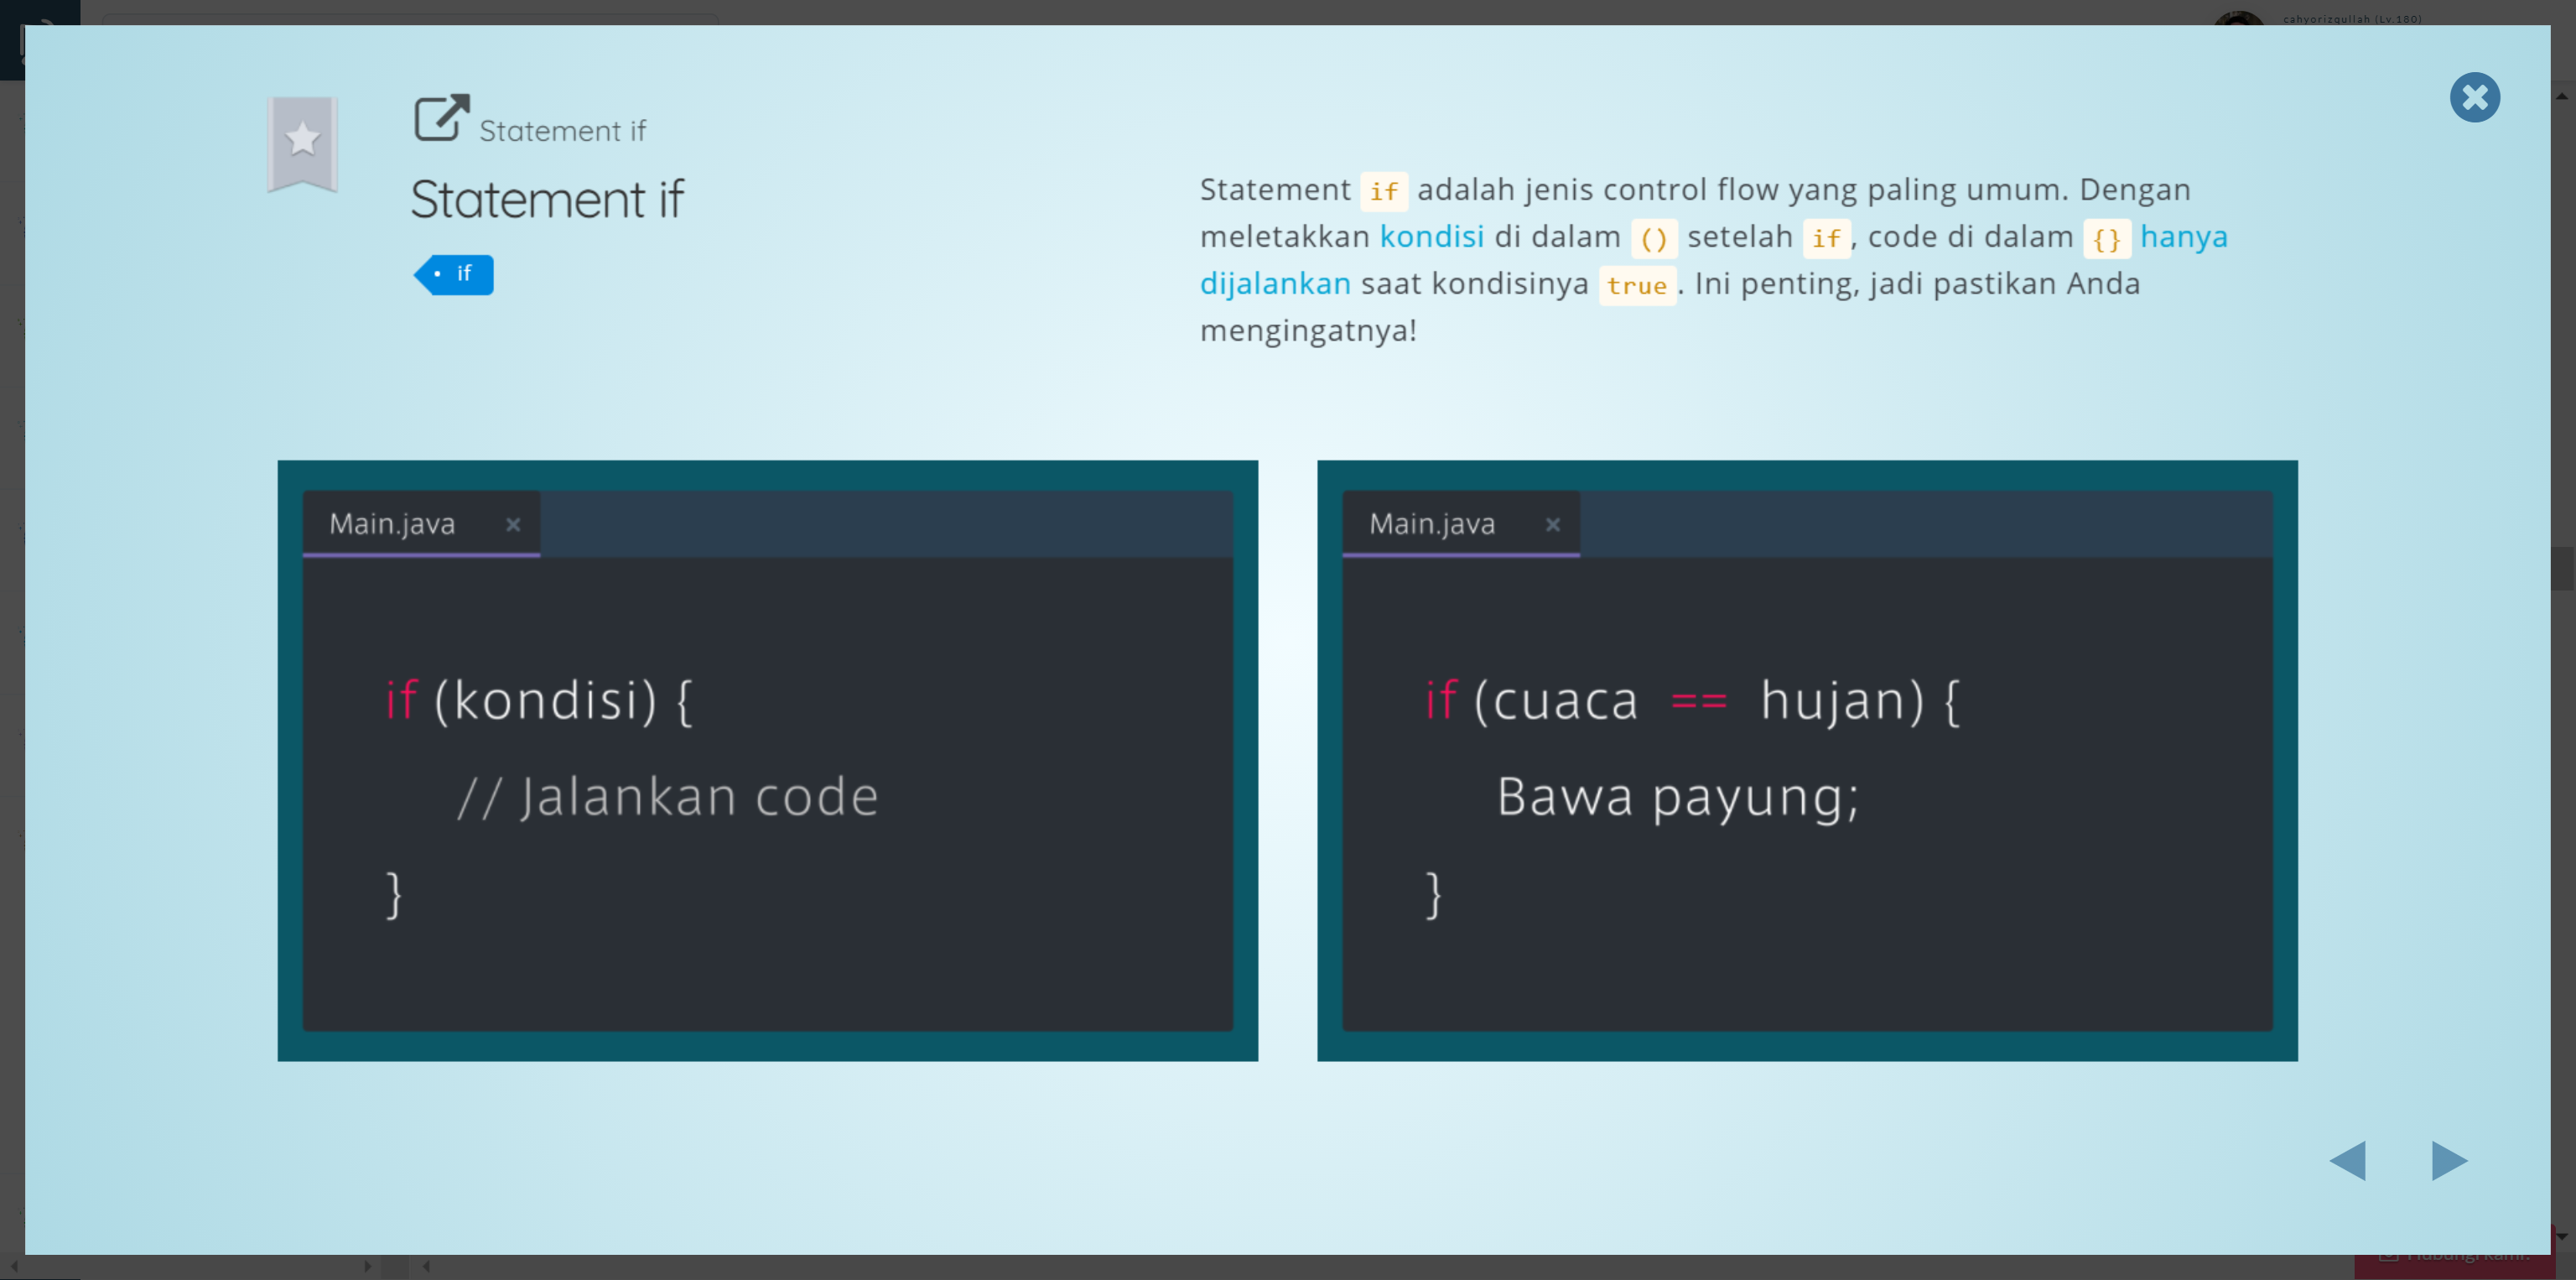 cahyorizqullah (Lv.180)
Statement if
Statement if
if
Statement if adalah jenis control flow yang paling umum. Dengan
meletakkan kondisi di dalam () setelah if, code di dalam {} hanya
dijalankan saat kondisinya true. Ini penting, jadi pastikan Anda
mengingatnya!
Main.java
if (kondisi) {
// Jalankan code
}
Main.java
if (cuaca == hujan) {
Bawa payung;
}